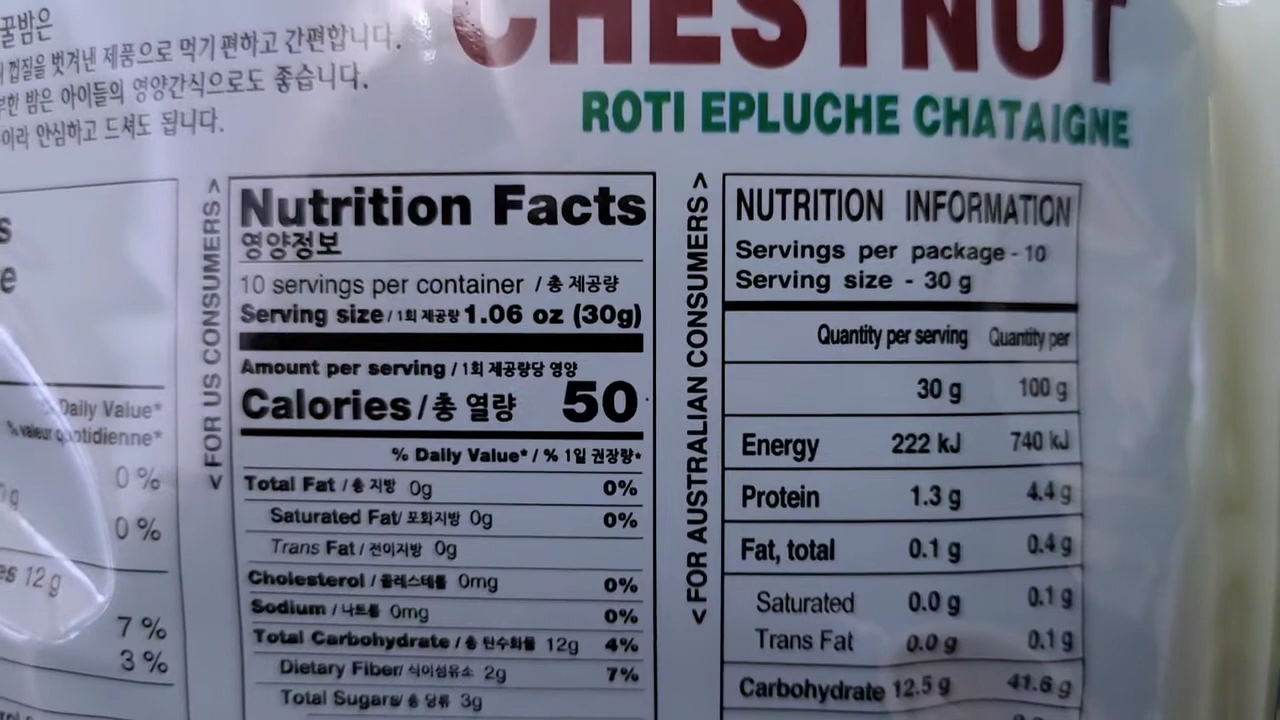 꿀밤은
껍질을 벗겨낸 제품으로 먹기 편하고 간편합니다.
밤은 아이들의 영양간식으로도 좋습니다.
안심하고 드셔도 됩니다.
CHESTNUT
ROTI EPLUCHE CHATAIGNE
Daily Value*
% valeur quotidienne*
0 %
0 %
12 g
7 %
3 %
< FOR US CONSUMERS >
Nutrition Facts
영양정보
10 servings per container / 총 제공량
Serving size / 1회 제공량 1.06 oz (30g)
Amount per serving / 1회 제공량당 영양
Calories / 총 열량 50
% Daily Value* / % 1일 권장량*
Total Fat / 총 지방 0g 0%
Saturated Fat/ 포화지방 0g 0%
Trans Fat / 전이지방 0g
Cholesterol / 콜레스테롤 0mg 0%
Sodium / 나트륨 0mg 0%
Total Carbohydrate / 총 탄수화물 12g 4%
Dietary Fiber/ 식이섬유소 2g 7%
Total Sugars/ 총 당류 3g
< FOR AUSTRALIAN CONSUMERS >
NUTRITION INFORMATION
Servings per package - 10
Serving size - 30 g
Quantity per serving Quantity per
30 g 100 g
Energy 222 kJ 740 kJ
Protein 1.3 g 4.4 g
Fat, total 0.1 g 0.4 g
Saturated 0.0 g 0.1 g
Trans Fat 0.0 g 0.1 g
Carbohydrate 12.5 g 41.6 g